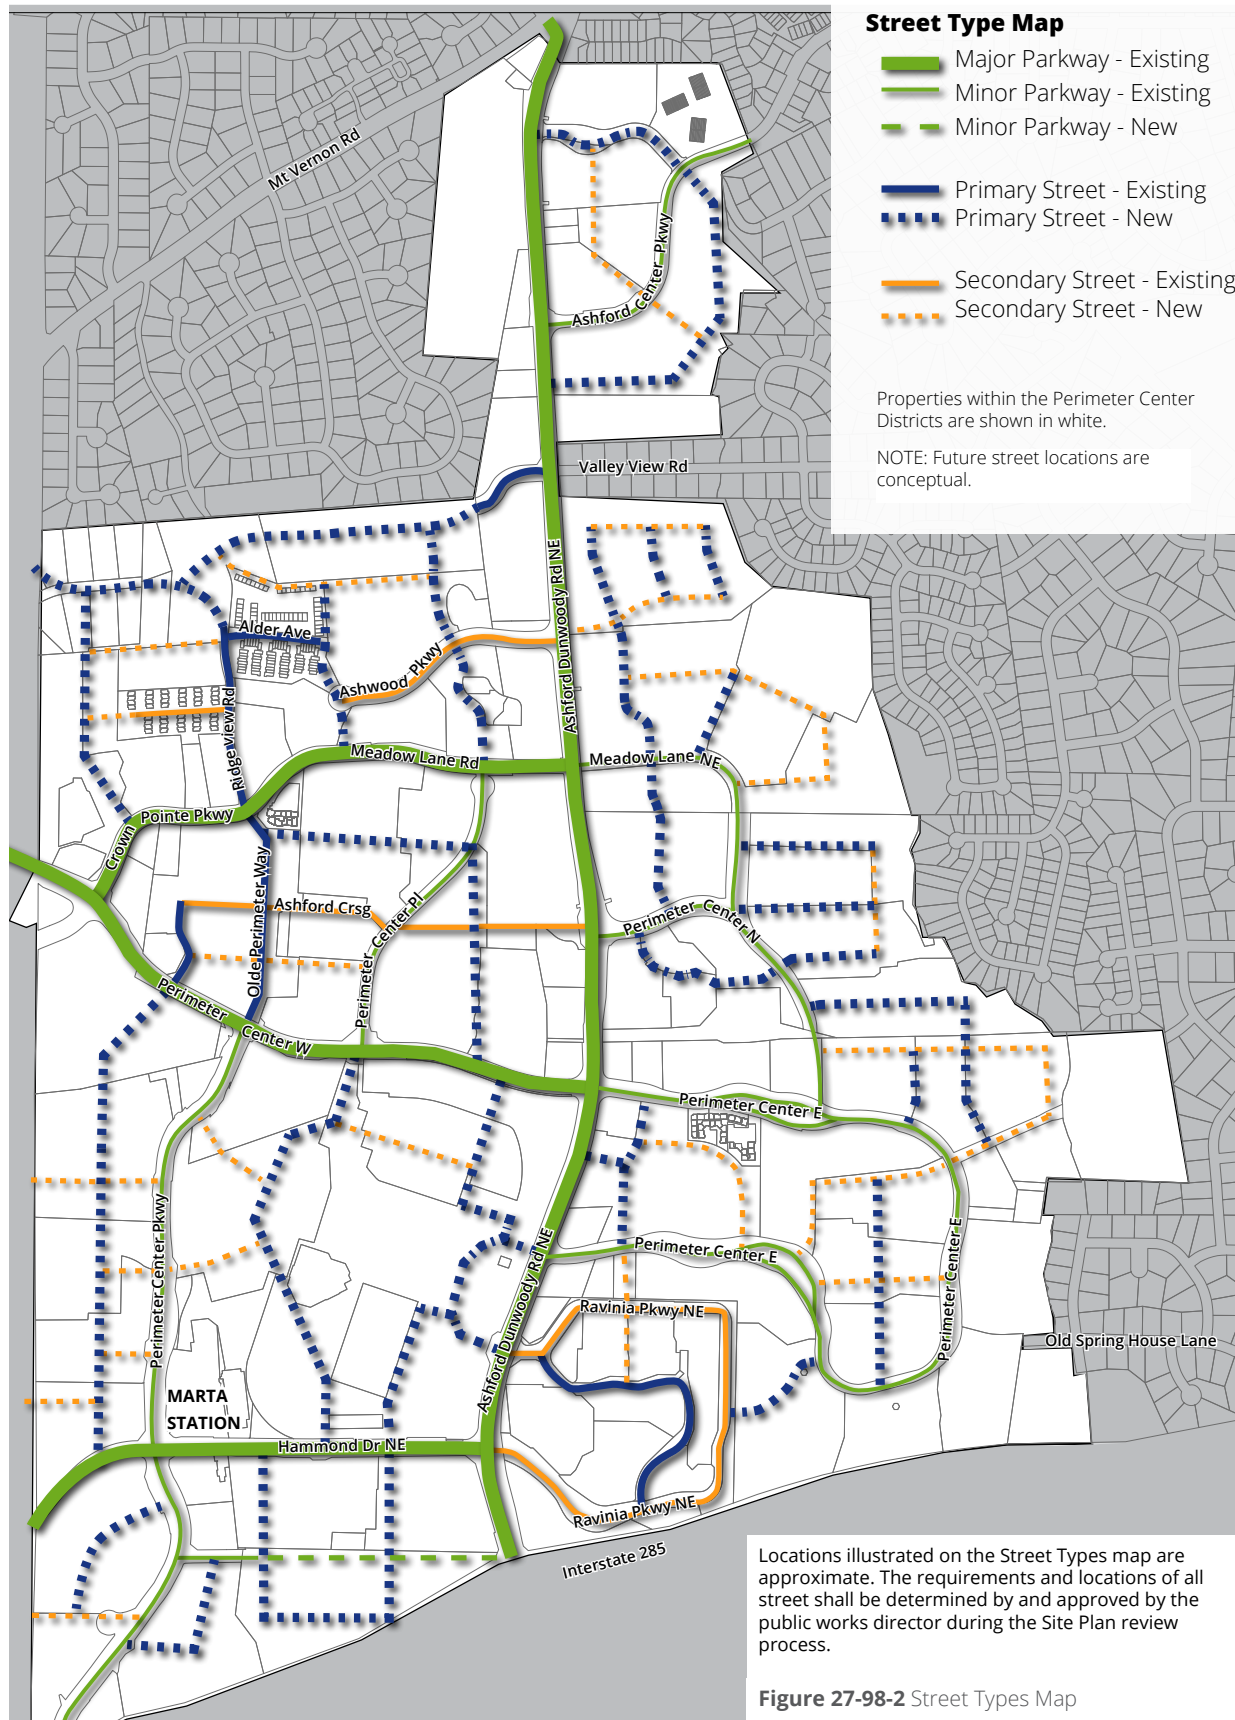 Street Type Map
Major Parkway - Existing
Minor Parkway - Existing
Minor Parkway - New
Primary Street - Existing
Primary Street - New
Secondary Street - Existing
Secondary Street - New
Properties within the Perimeter Center
Districts are shown in white.
NOTE: Future street locations are
conceptual.
Mt Vernon Rd
Ashford Center Pkwy
Valley View Rd
Ashford Dunwoody Rd NE
Alder Ave
Ashwood Pkwy
Ridge view Rd
Meadow Lane Rd
Meadow Lane NE
Crown Pointe Pkwy
Olde Perimeter Way
Ashford Crsg
Perimeter Center Pl
Perimeter Center N
Perimeter Center W
Perimeter Center E
Perimeter Center Pkwy
Perimeter Center E
Perimeter Center E
Ashford Dunwoody Rd NE
Ravinia Pkwy NE
Old Spring House Lane
MARTA
STATION
Hammond Dr NE
Ravinia Pkwy NE
Interstate 285
Locations illustrated on the Street Types map are
approximate. The requirements and locations of all
street shall be determined by and approved by the
public works director during the Site Plan review
process.
Figure 27-98-2 Street Types Map